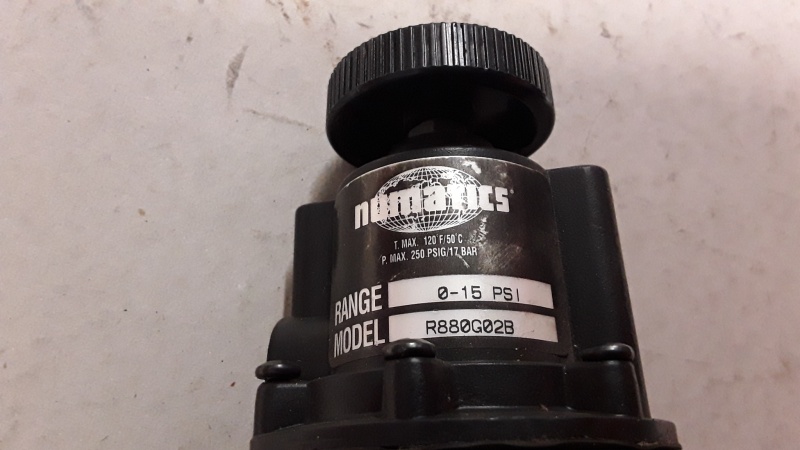 numatics
T. MAX. 120 F/50 C
P. MAX. 250 PSIG/17 BAR
RANGE 0-15 PSI
MODEL R880G02B